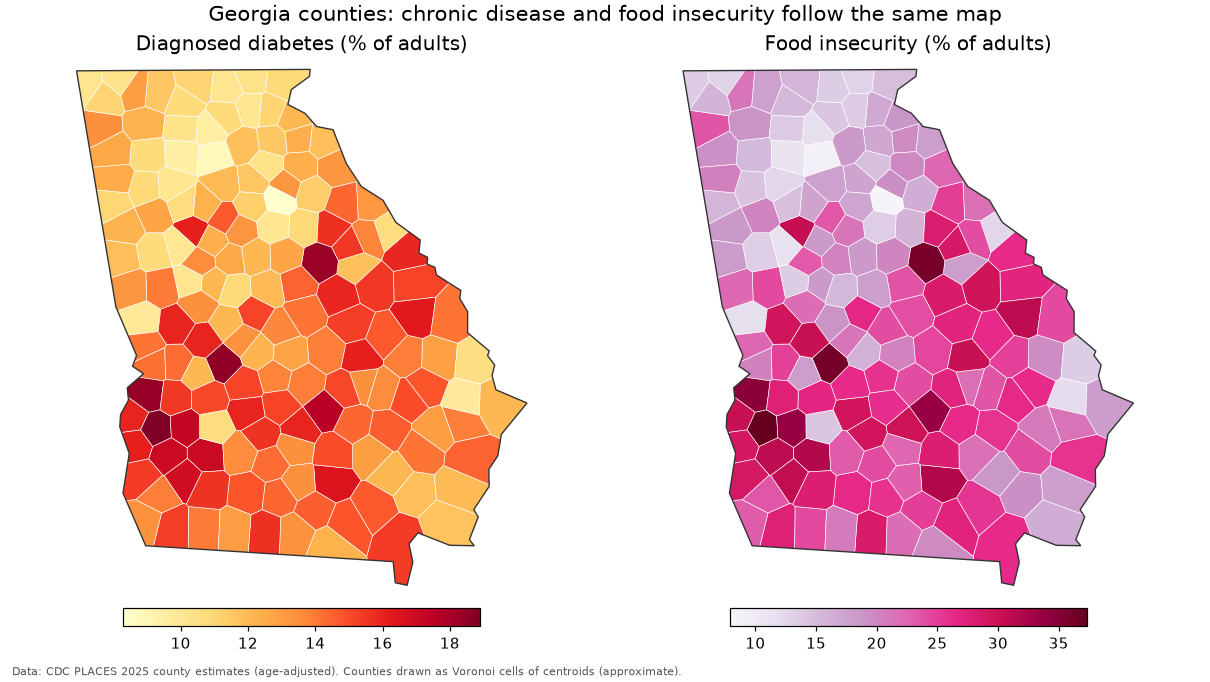 Georgia counties: chronic disease and food insecurity follow the same map
Diagnosed diabetes (% of adults)
Food insecurity (% of adults)
10 12 14 16 18
10 15 20 25 30 35
Data: CDC PLACES 2025 county estimates (age-adjusted). Counties drawn as Voronoi cells of centroids (approximate).